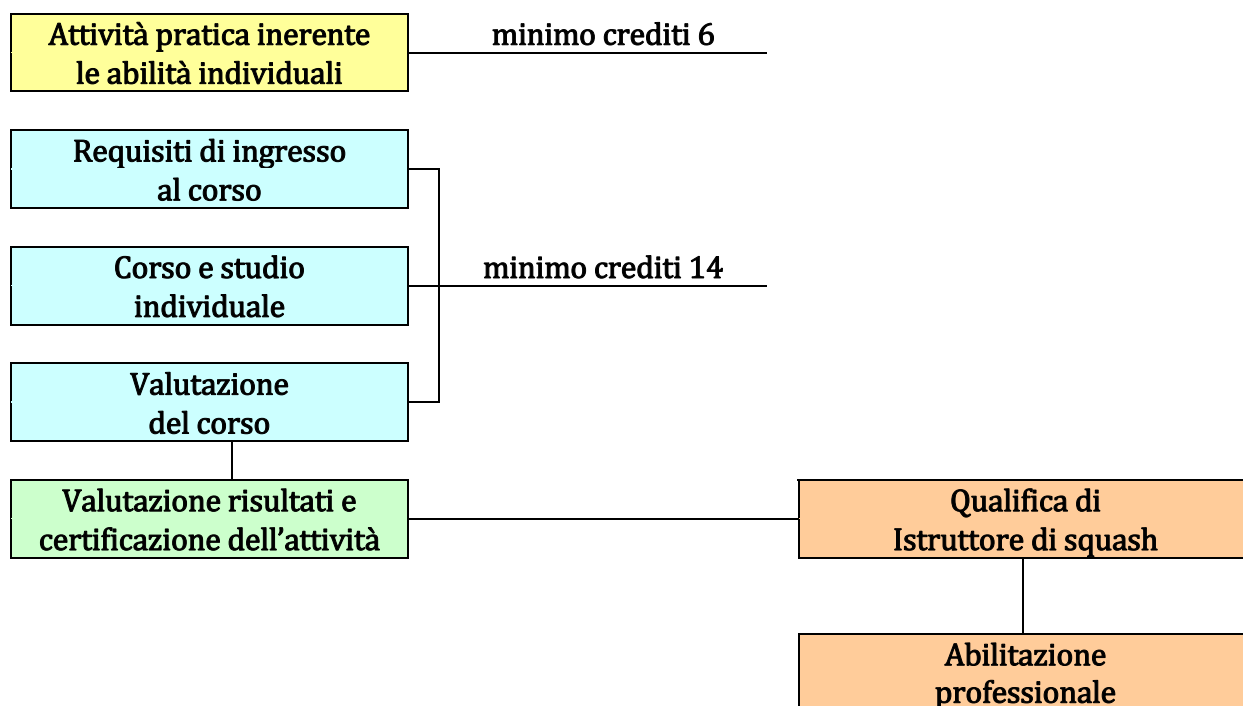 Attività pratica inerente
le abilità individuali
minimo crediti 6
Requisiti di ingresso
al corso
Corso e studio
individuale
minimo crediti 14
Valutazione
del corso
Valutazione risultati e
certificazione dell’attività
Qualifica di
Istruttore di squash
Abilitazione
professionale